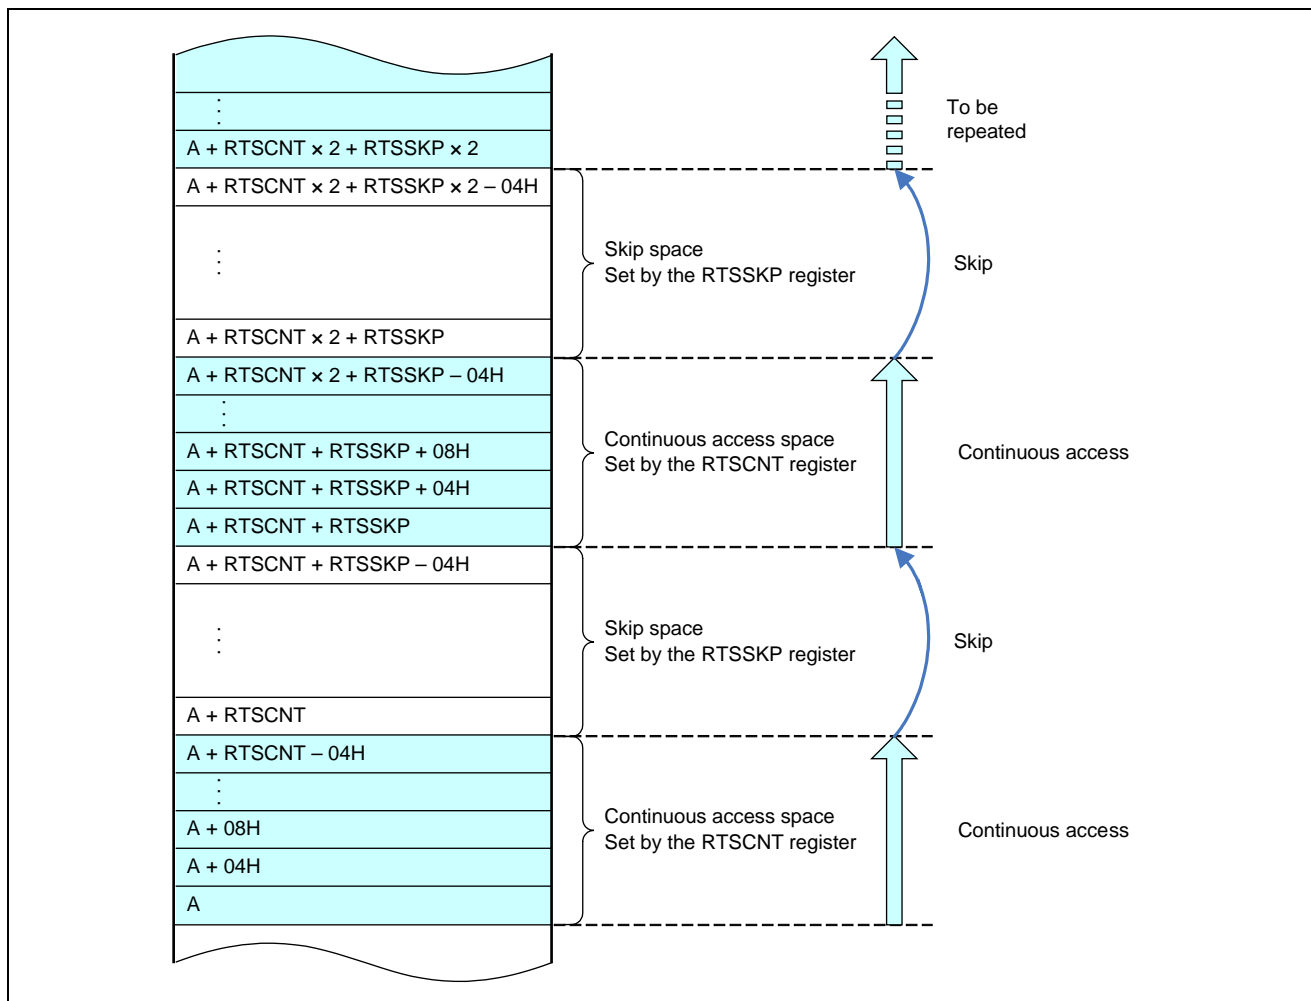 ⋮
To be
repeated
A + RTSCNT × 2 + RTSSKP × 2
A + RTSCNT × 2 + RTSSKP × 2 – 04H
⋮
Skip space
Set by the RTSSKP register
Skip
A + RTSCNT × 2 + RTSSKP
A + RTSCNT × 2 + RTSSKP – 04H
⋮
A + RTSCNT + RTSSKP + 08H
Continuous access space
Set by the RTSCNT register
Continuous access
A + RTSCNT + RTSSKP + 04H
A + RTSCNT + RTSSKP
A + RTSCNT + RTSSKP – 04H
⋮
Skip space
Set by the RTSSKP register
Skip
A + RTSCNT
A + RTSCNT – 04H
⋮
A + 08H
Continuous access space
Set by the RTSCNT register
Continuous access
A + 04H
A